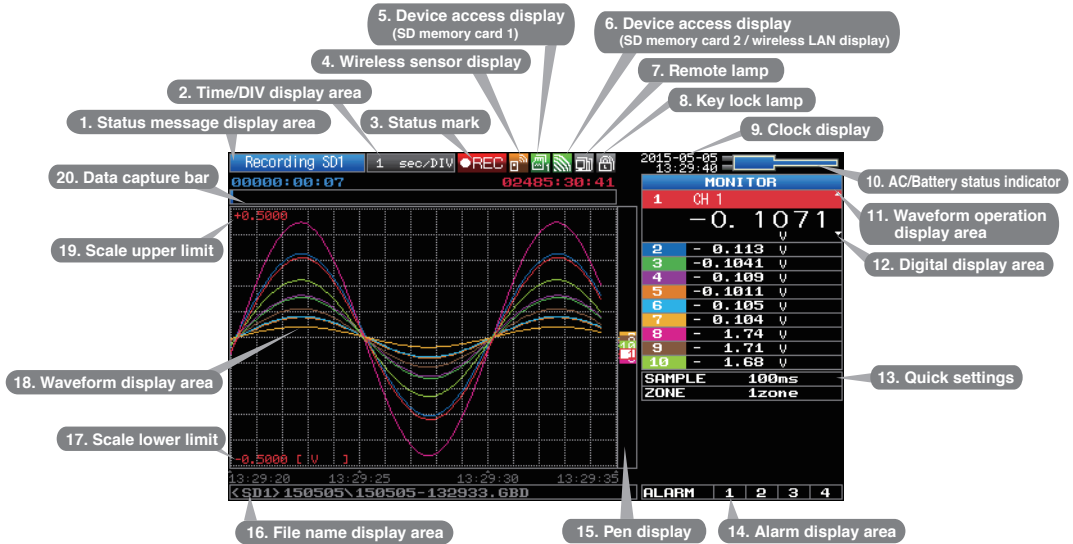 5. Device access display
(SD memory card 1)
6. Device access display
(SD memory card 2 / wireless LAN display)
4. Wireless sensor display
7. Remote lamp
2. Time/DIV display area
8. Key lock lamp
1. Status message display area
3. Status mark
9. Clock display
Recording SD1
1 sec/DIV
●REC
2015-05-05
13:29:40
20. Data capture bar
00000:00:07
02485:30:41
MONITOR
10. AC/Battery status indicator
1 CH 1
-0.1071
V
11. Waveform operation
display area
+0.5000
19. Scale upper limit
2 - 0.113 V
12. Digital display area
3 -0.1041 V
4 - 0.109 V
5 -0.1011 V
6 - 0.105 V
7 - 0.104 V
8 - 1.74 V
9 - 1.71 V
10 - 1.68 V
18. Waveform display area
SAMPLE 100ms
13. Quick settings
ZONE 1zone
17. Scale lower limit
-0.5000 [ V ]
13:29:20 13:29:25 13:29:30 13:29:35
<SD1>150505\150505-132933.GBD
ALARM 1 2 3 4
16. File name display area
15. Pen display
14. Alarm display area